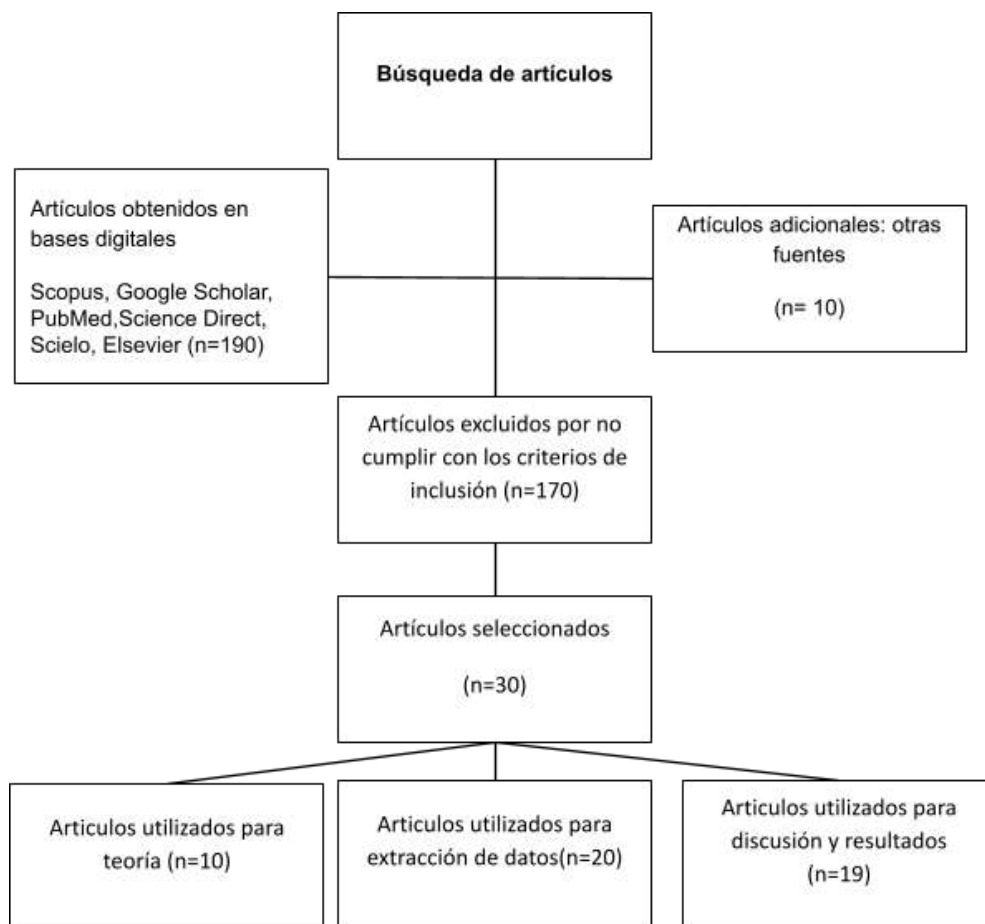 Búsqueda de artículos
Artículos obtenidos en
bases digitales
Scopus, Google Scholar,
PubMed,Science Direct,
Scielo, Elsevier (n=190)
Artículos adicionales: otras
fuentes
(n= 10)
Artículos excluidos por no
cumplir con los criterios de
inclusión (n=170)
Artículos seleccionados
(n=30)
Articulos utilizados para
teoría (n=10)
Articulos utilizados para
extracción de datos(n=20)
Articulos utilizados para
discusión y resultados
(n=19)